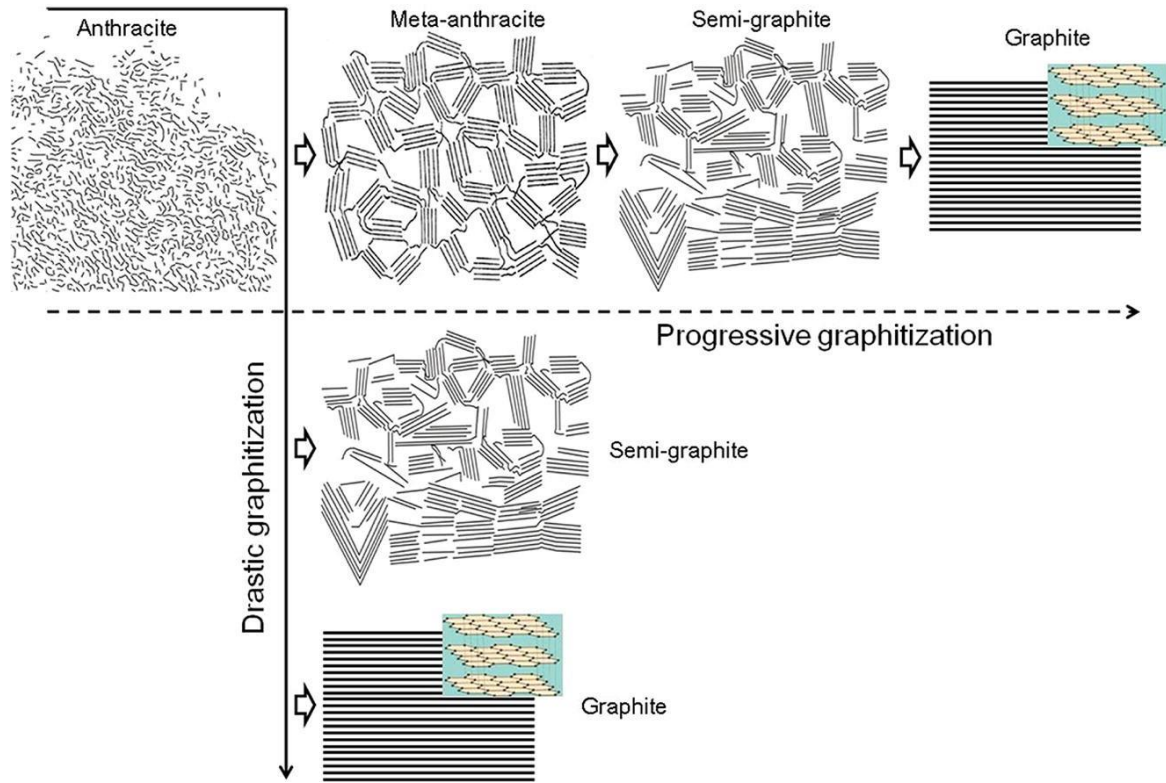 Anthracite
Meta-anthracite
Semi-graphite
Graphite
Progressive graphitization
Drastic graphitization
Semi-graphite
Graphite